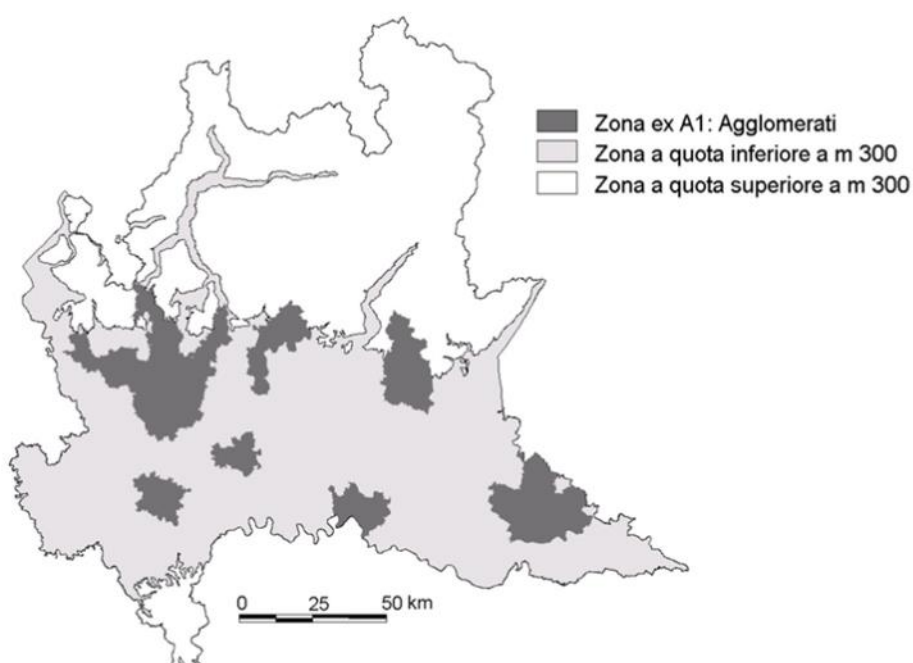 Zona ex A1: Agglomerati
Zona a quota inferiore a m 300
Zona a quota superiore a m 300
0 25 50 km